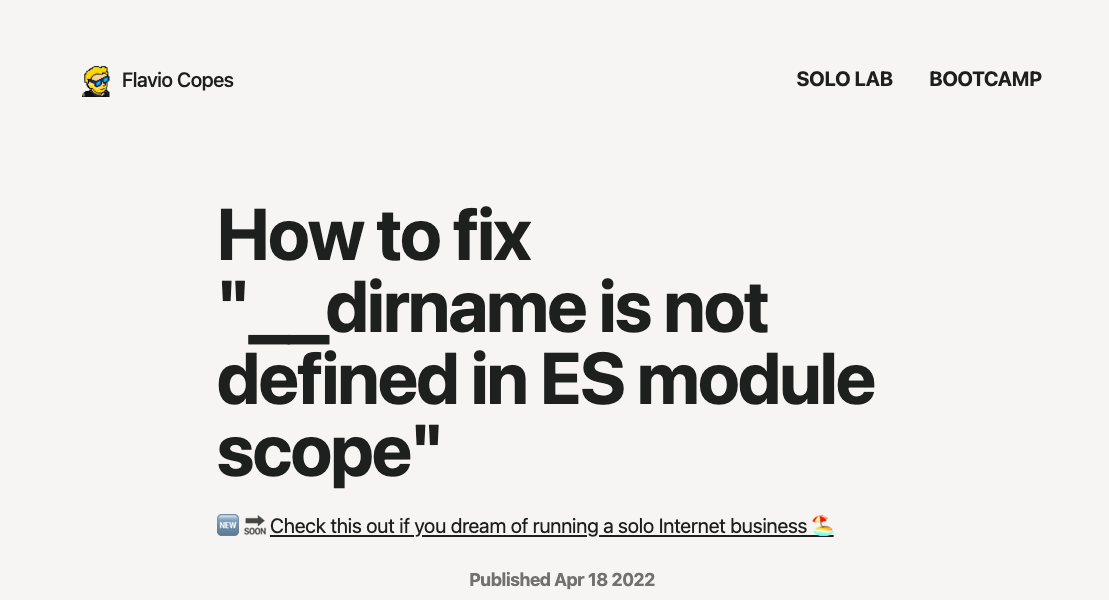 Flavio Copes
SOLO LAB BOOTCAMP
How to fix
"__dirname is not
defined in ES module
scope"
🆕 🔜 Check this out if you dream of running a solo Internet business 🏖️
Published Apr 18 2022